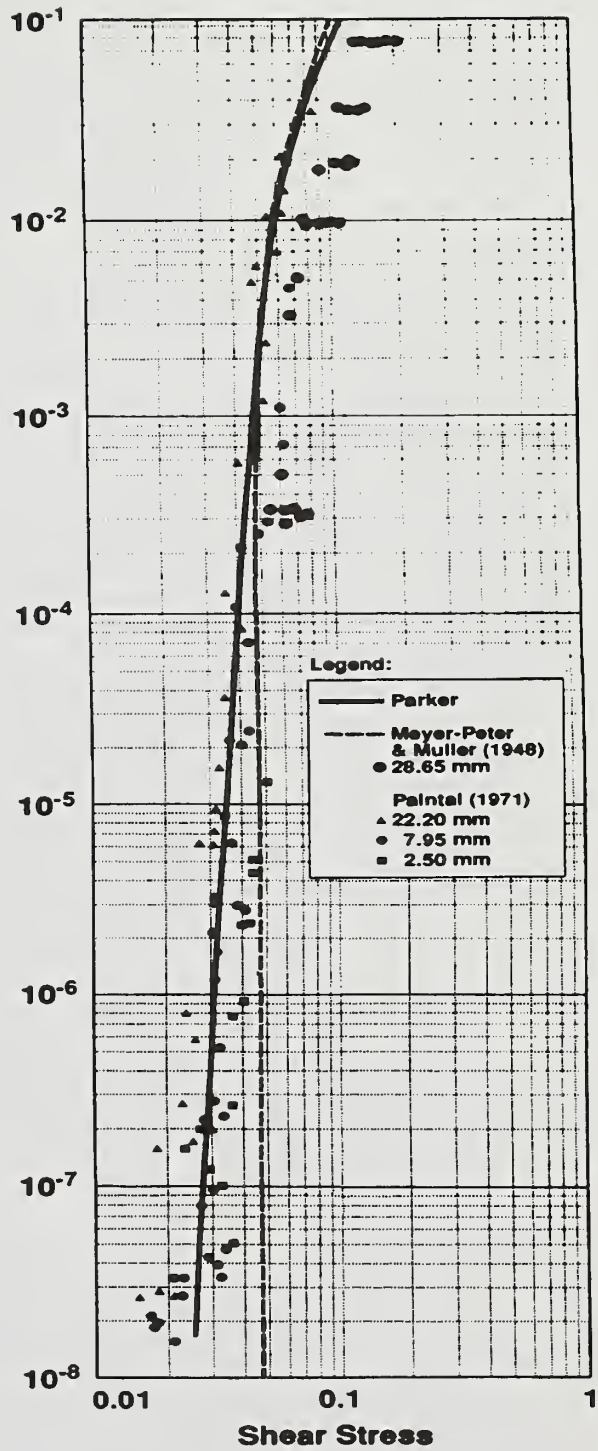 10-1
10-2
10-3
10-4
Legend:
Parker
Meyer-Peter
& Muller (1948)
28.65 mm
Paintal (1971)
22.20 mm
7.95 mm
2.50 mm
10-5
10-6
10-7
10-8
0.01 0.1 1
Shear Stress